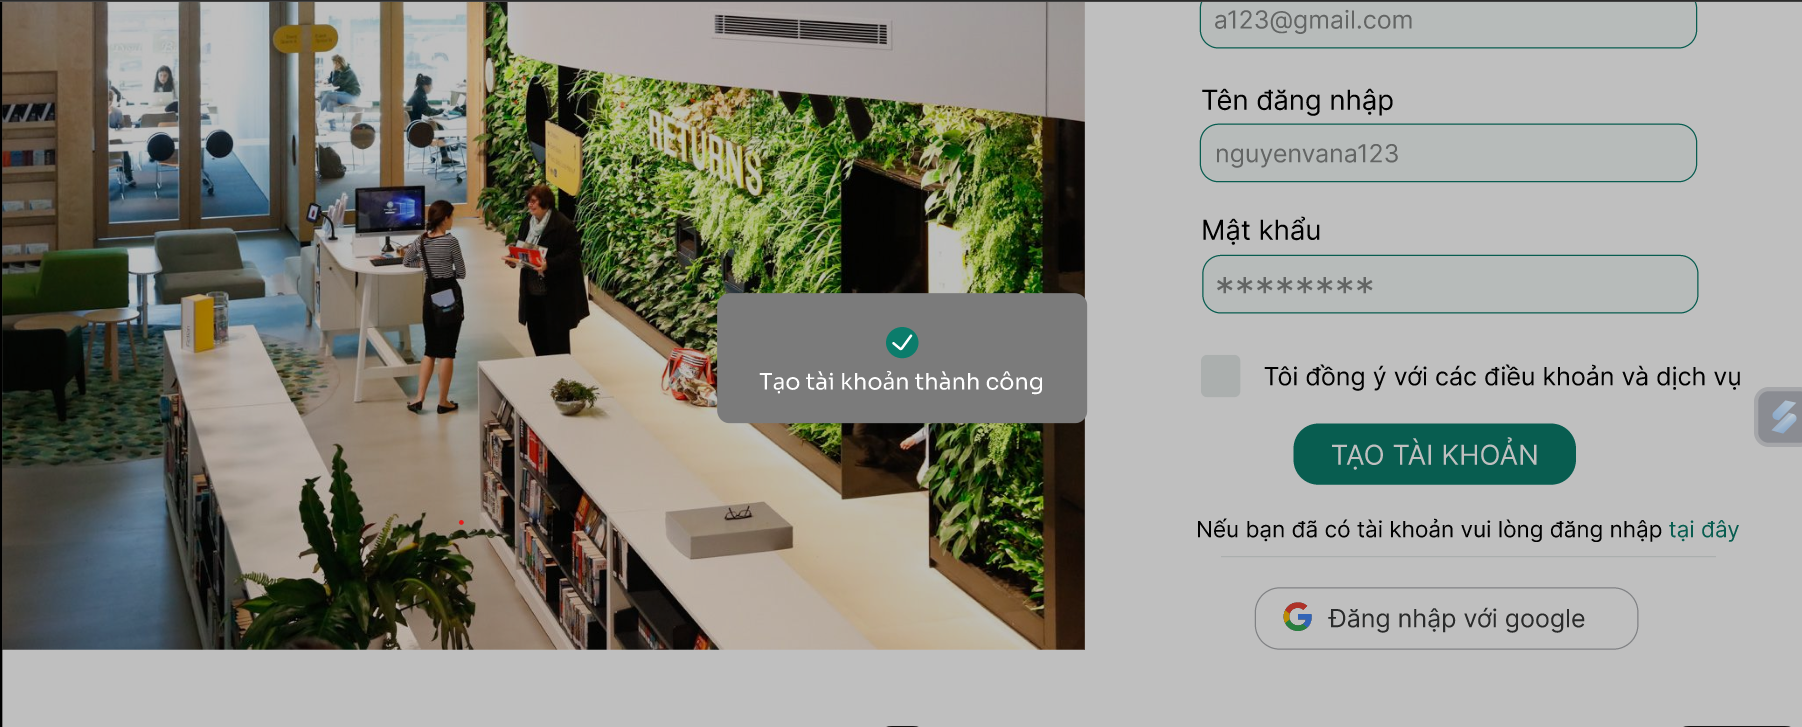 a123@gmail.com
Tên đăng nhập
nguyenvana123
Mật khẩu
********
RETURNS
Tạo tài khoản thành công
Tôi đồng ý với các điều khoản và dịch vụ
TẠO TÀI KHOẢN
Nếu bạn đã có tài khoản vui lòng đăng nhập tại đây
Đăng nhập với google